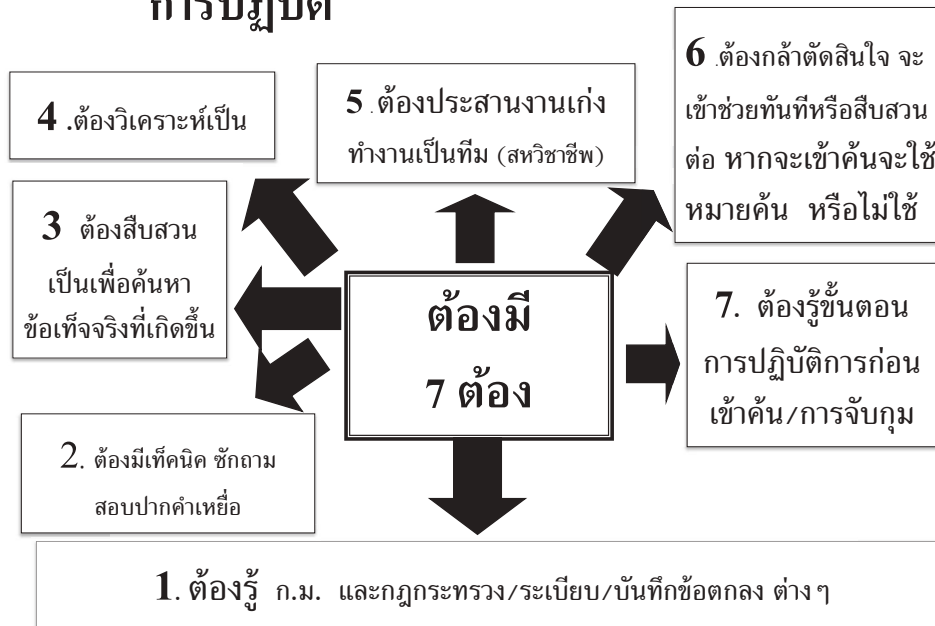 การปฏิบัติ
4 .ต้องวิเคราะห์เป็น
5 .ต้องประสานงานเก่ง
ทำงานเป็นทีม (สหวิชาชีพ)
6 .ต้องกล้าตัดสินใจ จะ
เข้าช่วยทันทีหรือสืบสวน
ต่อ หากจะเข้าค้นจะใช้
หมายค้น หรือไม่ใช้
3 ต้องสืบสวน
เป็นเพื่อค้นหา
ข้อเท็จจริงที่เกิดขึ้น
ต้องมี
7 ต้อง
7. ต้องรู้ขั้นตอน
การปฏิบัติการก่อน
เข้าค้น/การจับกุม
2. ต้องมีเท็คนิค ซักถาม
สอบปากคำเหยื่อ
1. ต้องรู้ ก.ม. และกฎกระทรวง/ระเบียบ/บันทึกข้อตกลง ต่างๆ